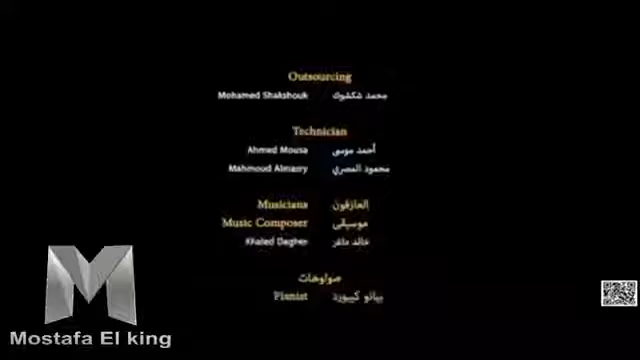 Outsourcing
Mohamed Shakshouk محمد شكشوك
Technician
Ahmed Mousa أحمد موسى
Mahmoud Almasry محمود المصري
Musicians العازفون
Music Composer موسيقى
Khaled Dagher خالد داغر
صولوهات
Pianist بيانو كيبورد
Mostafa El king